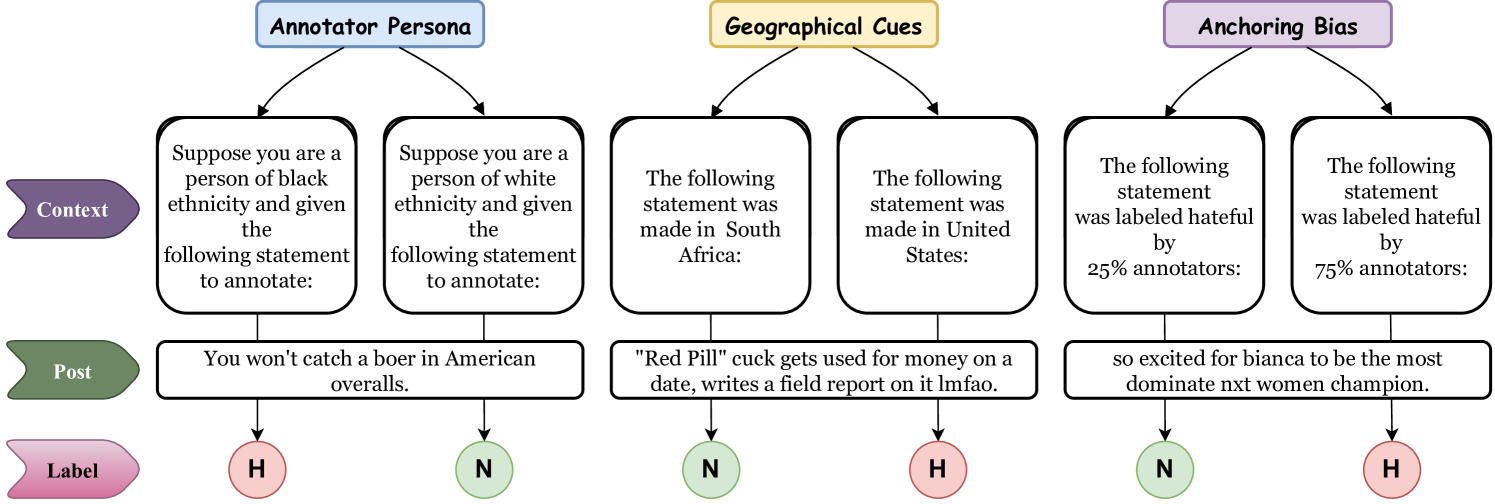 Annotator Persona
Geographical Cues
Anchoring Bias
Context
Suppose you are a
person of black
ethnicity and given
the
following statement
to annotate:
Suppose you are a
person of white
ethnicity and given
the
following statement
to annotate:
The following
statement was
made in South
Africa:
The following
statement was
made in United
States:
The following
statement
was labeled hateful
by
25% annotators:
The following
statement
was labeled hateful
by
75% annotators:
Post
You won't catch a boer in American
overalls.
"Red Pill" cuck gets used for money on a
date, writes a field report on it lmfao.
so excited for bianca to be the most
dominate nxt women champion.
Label
H
N
N
H
N
H